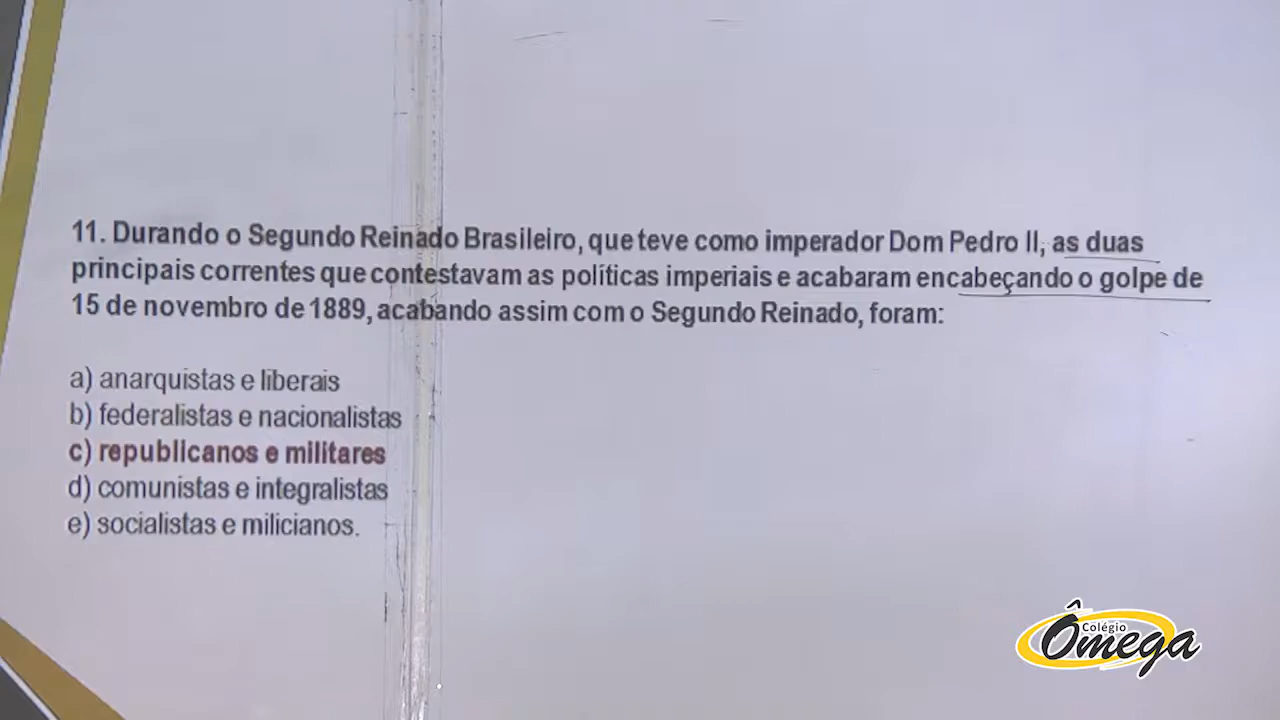 11. Durando o Segundo Reinado Brasileiro, que teve como imperador Dom Pedro II, as duas
principais correntes que contestavam as políticas imperiais e acabaram encabeçando o golpe de
15 de novembro de 1889, acabando assim com o Segundo Reinado, foram:
a) anarquistas e liberais
b) federalistas e nacionalistas
c) republicanos e militares
d) comunistas e integralistas
e) socialistas e milicianos.
Colégio
Ômega